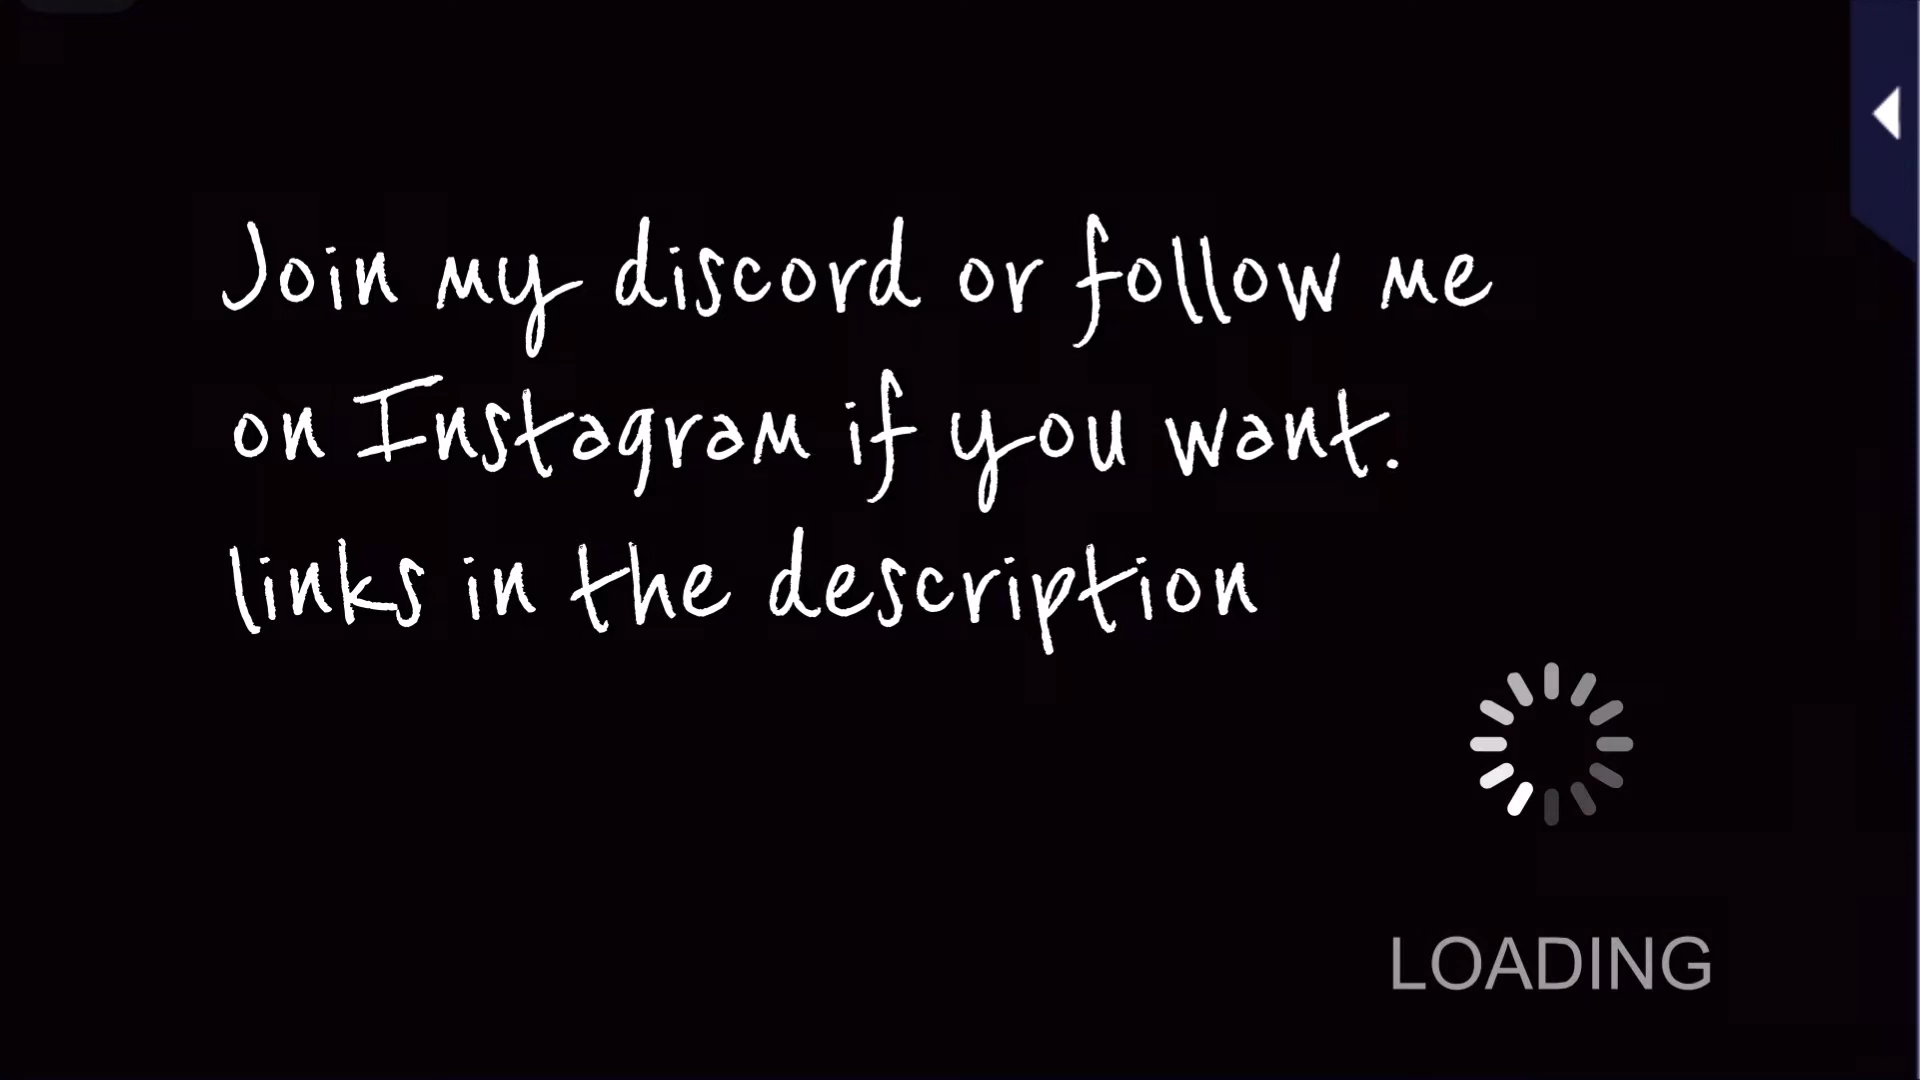 Join my discord or follow me
on Instagram if you want.
links in the description
LOADING